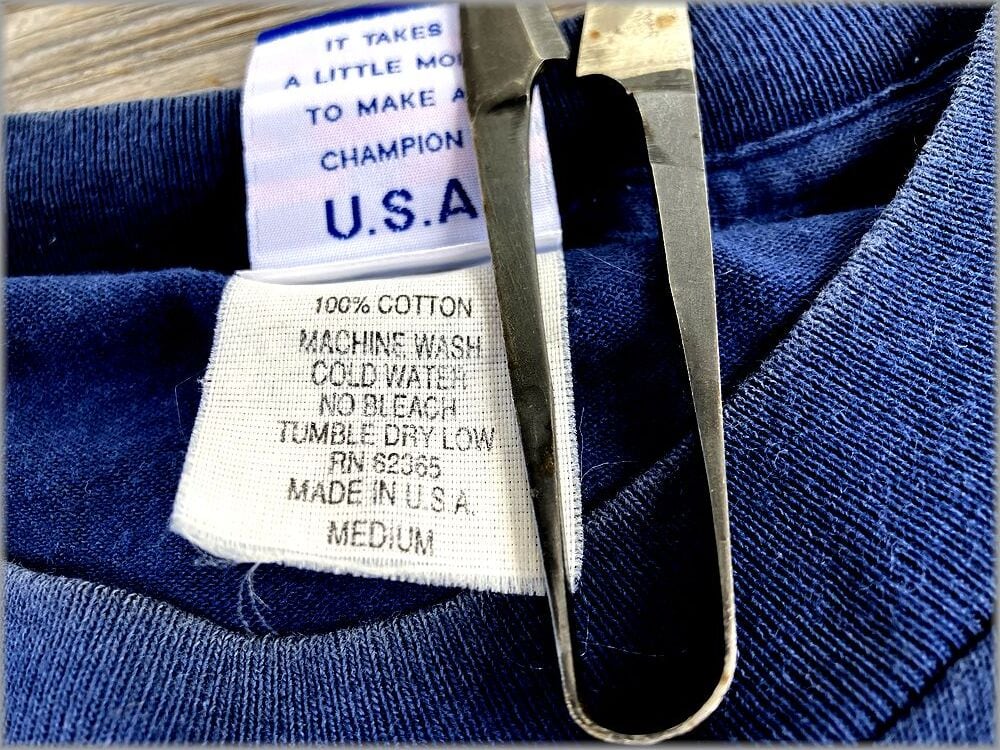 IT TAKES
A LITTLE
TO MAKE A
CHAMPION
U.S.A
100% COTTON
MACHINE WASH
COLD WATER
NO BLEACH
TUMBLE DRY LOW
RN 62365
MADE IN U.S.A.
MEDIUM